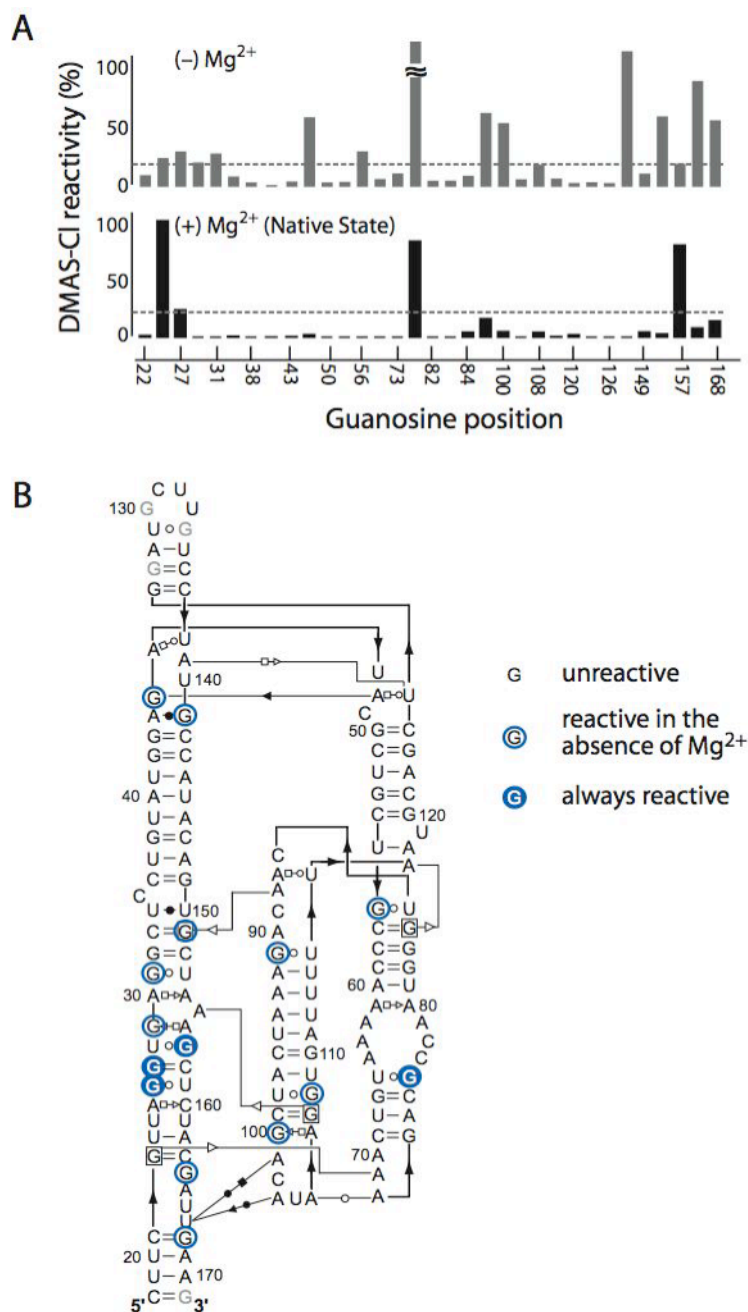 A
DMAS-Cl reactivity (%)
(–) Mg2+
100
50
0
(+) Mg2+ (Native State)
100
50
0
22 27 31 38 43 50 56 73 82 84 100 108 120 126 149 157 168
Guanosine position
B
C U
130 G U
U G
A U
G C
G C
A U
A U
U 140
G A U
A G C
50 G C
G C C G
G C U A
U A G C
40 A U C G 120
U A U U
G C C A
U A U A
C G A U
C A
U U 150 C G U
C G 90 A C G
G C G U C G
G U A U C G
30 A A A U 60 A U
A A U A A 80
G A U A A A
U G C G 110 A C
G C A U A C
G U U G U G
A C 160 C G G C
U U 100 G A U A
U A A C G
G C C 70 A
G A U A A A
A
U
U
C G
20 U A
U A 170
5' C G 3'
G unreactive
G reactive in the
absence of Mg2+
G always reactive